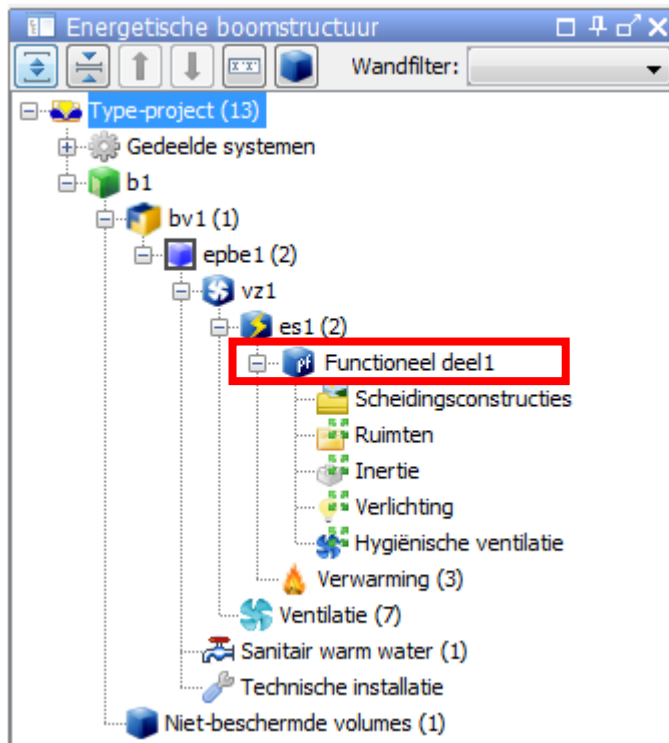 Energetische boomstructuur
Wandfilter:
Type-project (13)
Gedeelde systemen
b1
bv1 (1)
epbe1 (2)
vz1
es1 (2)
pf Functioneel deel1
Scheidingsconstructies
Ruimten
Inertie
Verlichting
Hygiënische ventilatie
Verwarming (3)
Ventilatie (7)
Sanitair warm water (1)
Technische installatie
Niet-beschermde volumes (1)